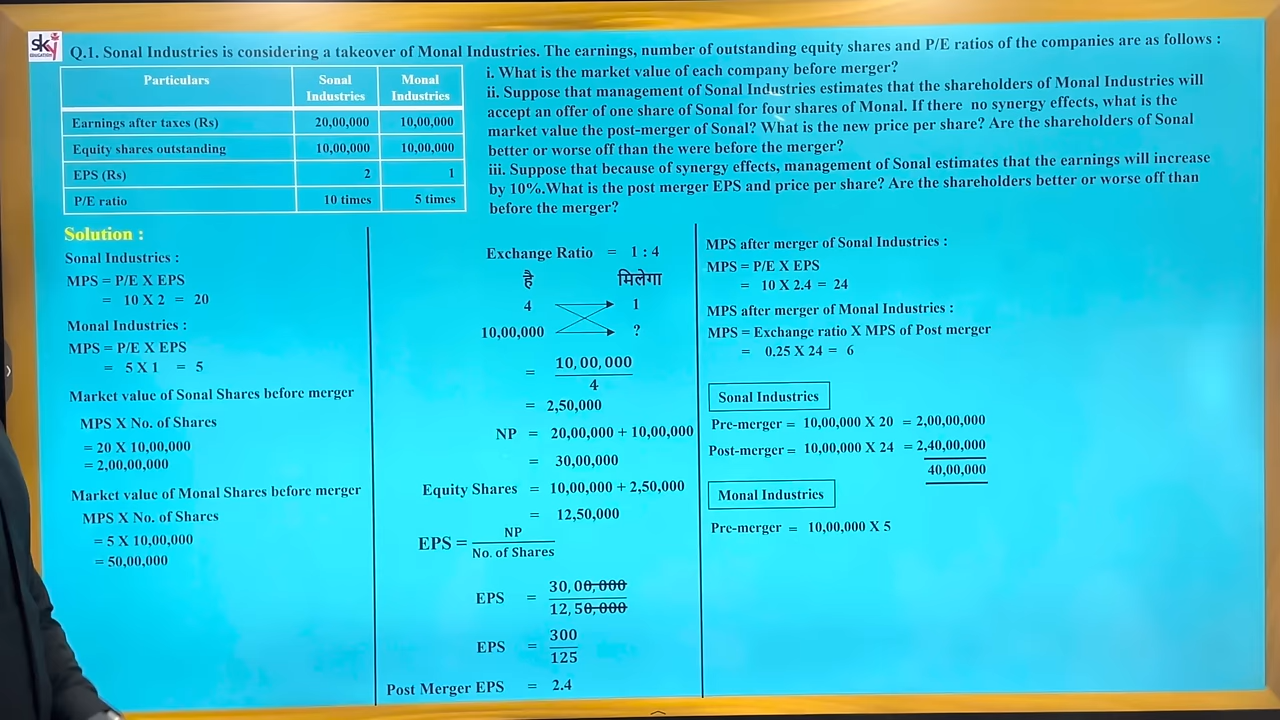 sky
EDUCATION
Q.1. Sonal Industries is considering a takeover of Monal Industries. The earnings, number of outstanding equity shares and P/E ratios of the companies are as follows :
Particulars Sonal Industries Monal Industries
Earnings after taxes (Rs) 20,00,000 10,00,000
Equity shares outstanding 10,00,000 10,00,000
EPS (Rs) 2 1
P/E ratio 10 times 5 times
i. What is the market value of each company before merger?
ii. Suppose that management of Sonal Industries estimates that the shareholders of Monal Industries will
accept an offer of one share of Sonal for four shares of Monal. If there no synergy effects, what is the
market value the post-merger of Sonal? What is the new price per share? Are the shareholders of Sonal
better or worse off than the were before the merger?
iii. Suppose that because of synergy effects, management of Sonal estimates that the earnings will increase
by 10%.What is the post merger EPS and price per share? Are the shareholders better or worse off than
before the merger?
Solution :
Sonal Industries :
MPS = P/E X EPS
= 10 X 2 = 20
Monal Industries :
MPS = P/E X EPS
= 5 X 1 = 5
Market value of Sonal Shares before merger
MPS X No. of Shares
= 20 X 10,00,000
= 2,00,00,000
Market value of Monal Shares before merger
MPS X No. of Shares
= 5 X 10,00,000
= 50,00,000
Exchange Ratio = 1 : 4
है मिलेगा
4 1
10,00,000 ?
= 10,00,000
4
= 2,50,000
NP = 20,00,000 + 10,00,000
= 30,00,000
Equity Shares = 10,00,000 + 2,50,000
= 12,50,000
EPS = NP
No. of Shares
EPS = 30,00,000
12,50,000
EPS = 300
125
Post Merger EPS = 2.4
MPS after merger of Sonal Industries :
MPS = P/E X EPS
= 10 X 2.4 = 24
MPS after merger of Monal Industries :
MPS = Exchange ratio X MPS of Post merger
= 0.25 X 24 = 6
Sonal Industries
Pre-merger = 10,00,000 X 20 = 2,00,00,000
Post-merger = 10,00,000 X 24 = 2,40,00,000
40,00,000
Monal Industries
Pre-merger = 10,00,000 X 5